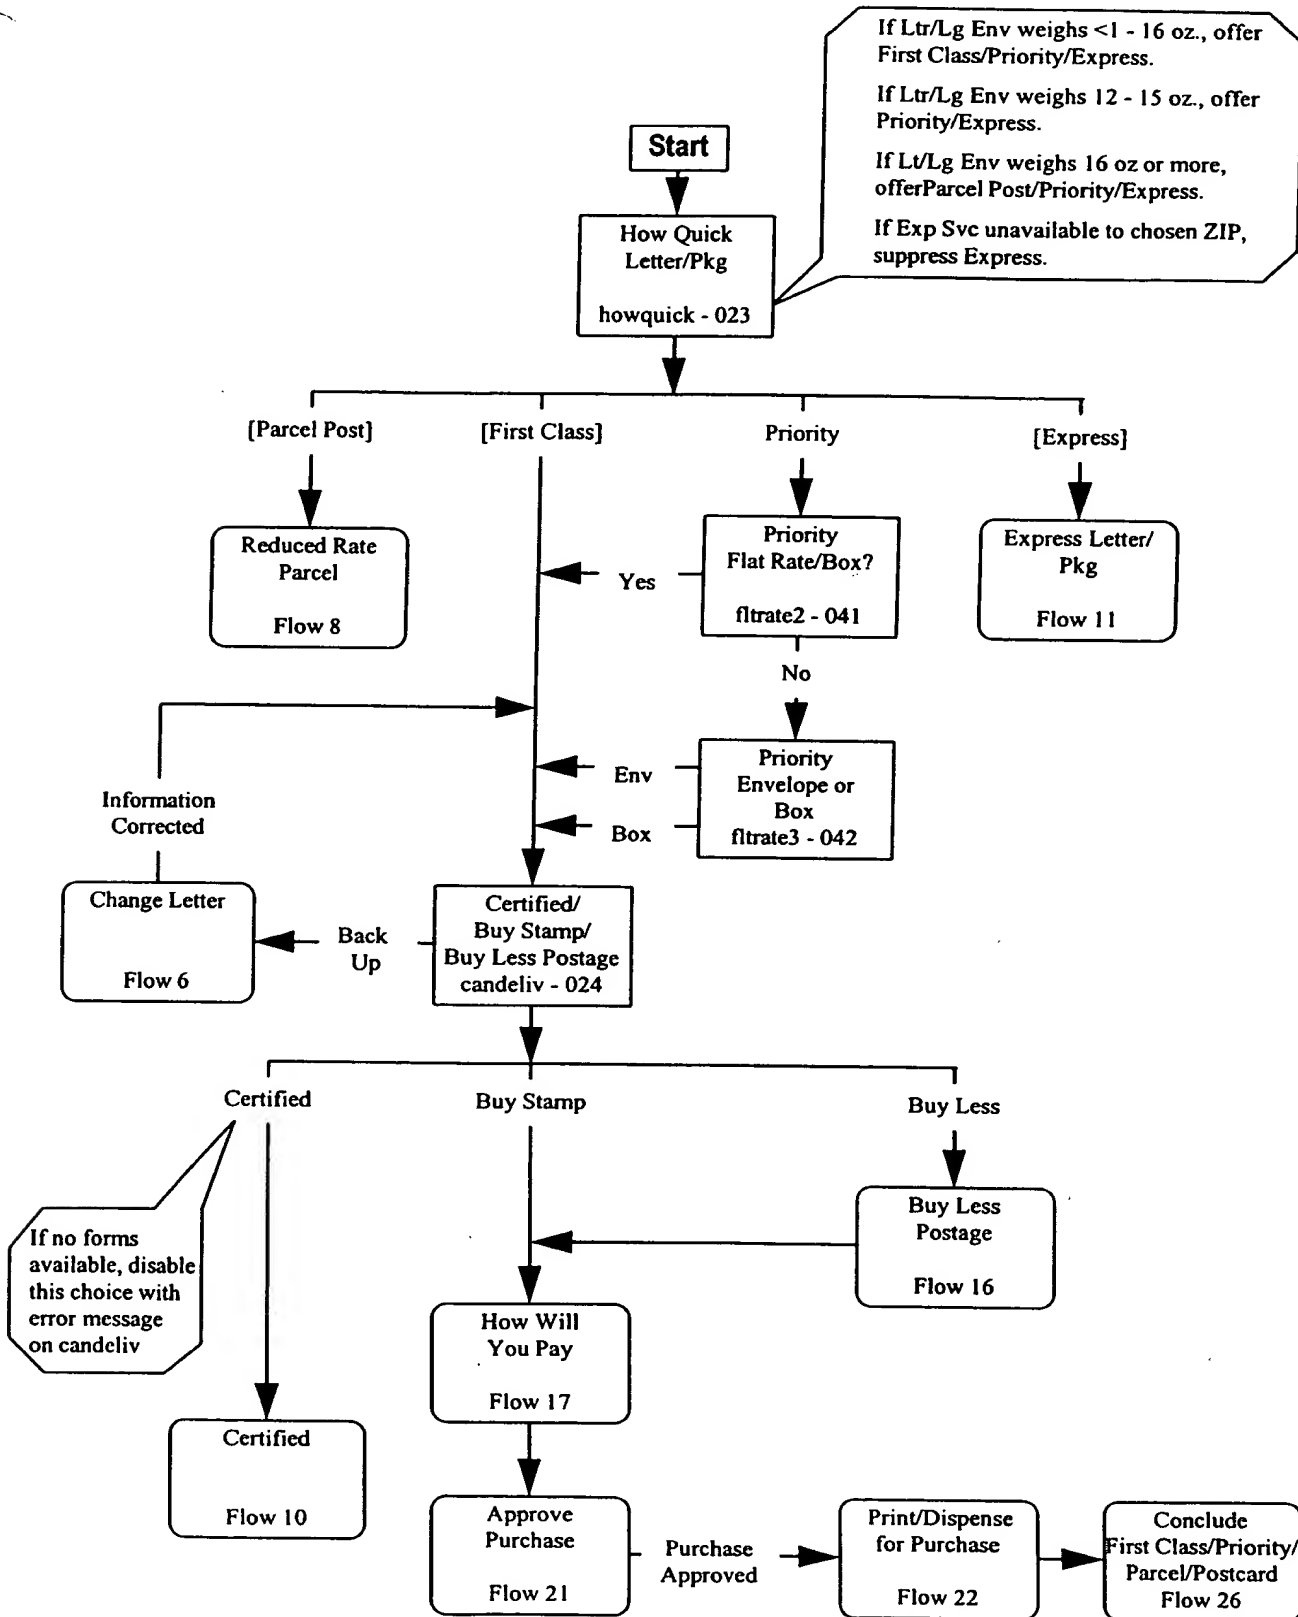 If Ltr/Lg Env weighs <1 - 16 oz., offer
First Class/Priority/Express.
If Ltr/Lg Env weighs 12 - 15 oz., offer
Priority/Express.
If Lt/Lg Env weighs 16 oz or more,
offerParcel Post/Priority/Express.
If Exp Svc unavailable to chosen ZIP,
suppress Express.
Start
How Quick
Letter/Pkg
howquick - 023
[Parcel Post]
[First Class]
Priority
[Express]
Reduced Rate
Parcel
Flow 8
Yes
Priority
Flat Rate/Box?
fltrate2 - 041
Express Letter/
Pkg
Flow 11
No
Env
Box
Priority
Envelope or
Box
fltrate3 - 042
Information
Corrected
Change Letter
Flow 6
Back
Up
Certified/
Buy Stamp/
Buy Less Postage
candeliv - 024
Certified
Buy Stamp
Buy Less
If no forms
available, disable
this choice with
error message
on candeliv
Buy Less
Postage
Flow 16
How Will
You Pay
Flow 17
Certified
Flow 10
Approve
Purchase
Flow 21
Purchase
Approved
Print/Dispense
for Purchase
Flow 22
Conclude
First Class/Priority/
Parcel/Postcard
Flow 26